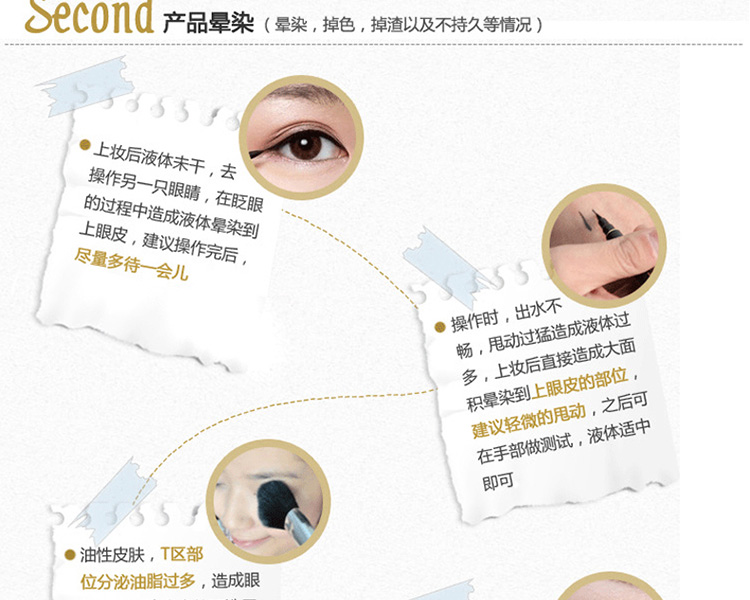 Second 产品晕染 ( 晕染，掉色，掉渣以及不持久等情况 )
上妆后液体未干，去
操作另一只眼睛，在眨眼
的过程中造成液体晕染到
上眼皮，建议操作完后，
尽量多待一会儿
操作时，出水不
畅，甩动过猛造成液体过
多，上妆后直接造成大面
积晕染到上眼皮的部位，
建议轻微的甩动，之后可
在手部做测试，液体适中
即可
油性皮肤，T区部
位分泌油脂过多，造成眼